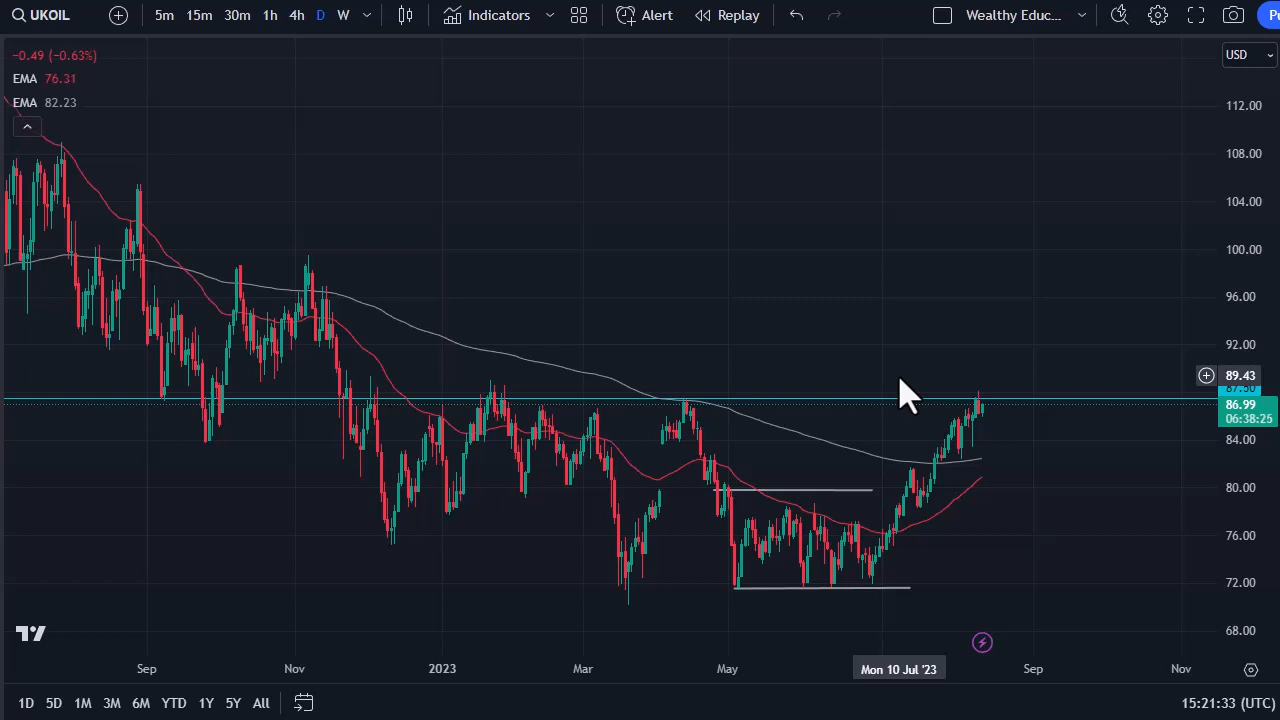 UKOIL 5m 15m 30m 1h 4h D W Indicators Alert Replay Wealthy Educ...
−0.49 (−0.63%)
EMA 76.31
EMA 82.23
USD
112.00
108.00
104.00
100.00
96.00
92.00
89.43
86.99
06:38:25
84.00
80.00
76.00
72.00
68.00
Sep Nov 2023 Mar May Mon 10 Jul '23 Sep Nov
1D 5D 1M 3M 6M YTD 1Y 5Y All 15:21:33 (UTC)